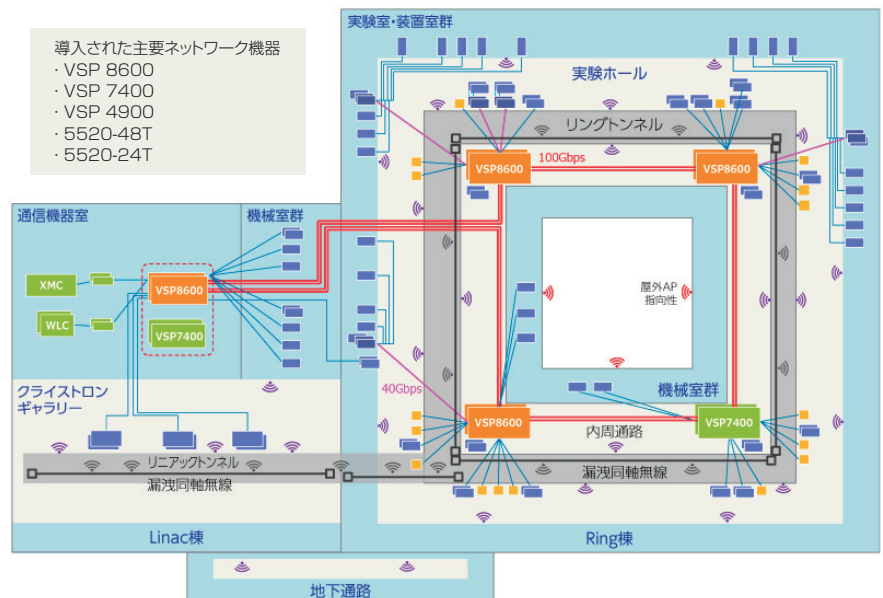 導入された主要ネットワーク機器
・VSP 8600
・VSP 7400
・VSP 4900
・5520-48T
・5520-24T
実験室・装置室群
実験ホール
リングトンネル
VSP8600
100Gbps
VSP8600
通信機器室
機械室群
XMC
VSP8600
WLC
VSP7400
屋外AP
指向性
クライストロン
ギャラリー
40Gbps
機械室群
VSP8600
VSP7400
内周通路
リニアックトンネル
漏洩同軸無線
漏洩同軸無線
Linac棟
Ring棟
地下通路